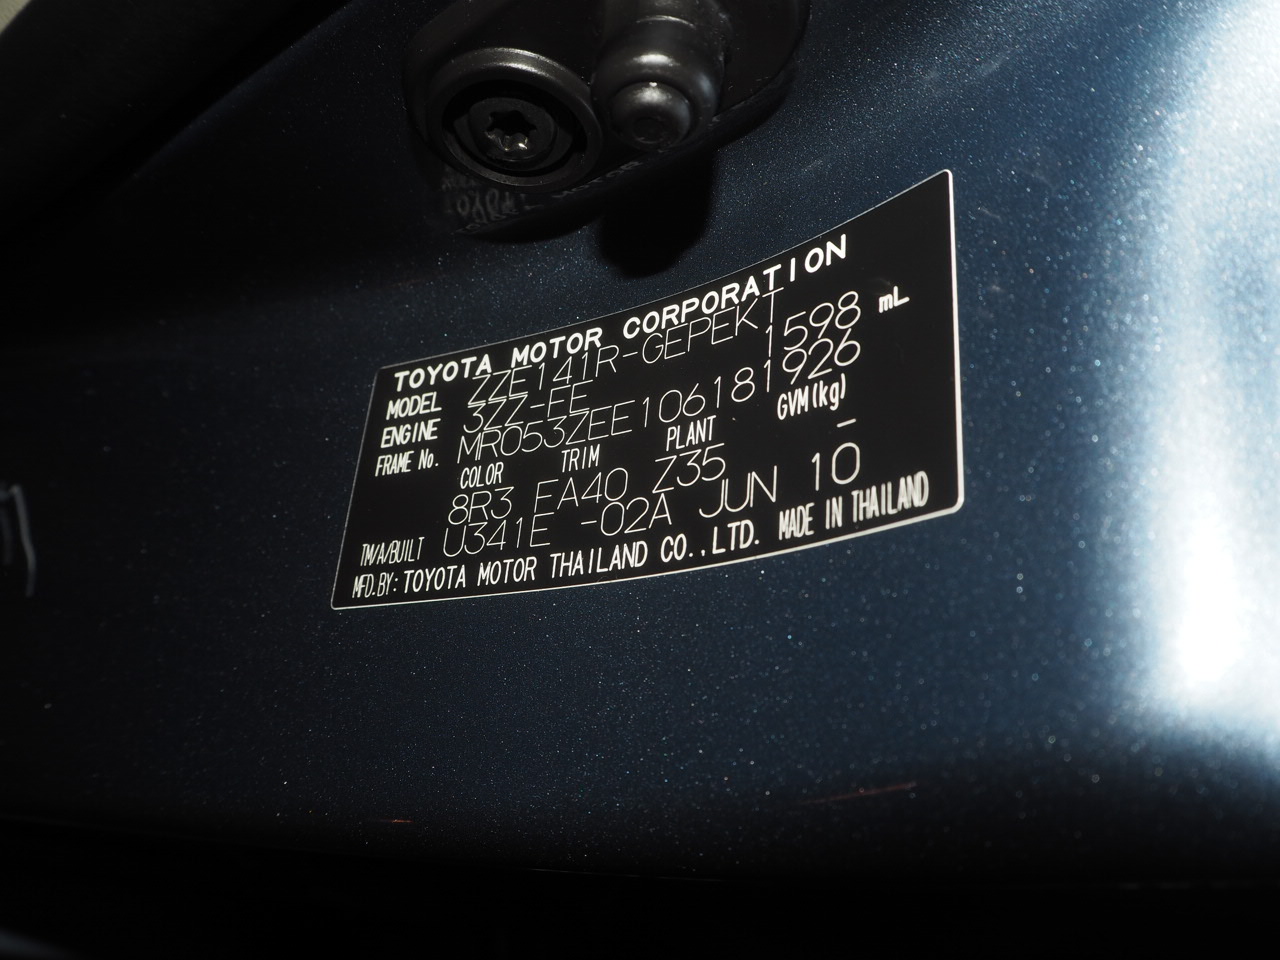 TOYOTA MOTOR CORPORATION
MODEL ZZE141R-GEPEKT
ENGINE 3ZZ-FE 1598 mL
FRAME No. MR053ZEE106181926
COLOR TRIM PLANT GVM(kg)
8R3 EA40 Z35 -
TM/A/BUILT U341E -02A JUN 10
MFD.BY: TOYOTA MOTOR THAILAND CO.,LTD. MADE IN THAILAND